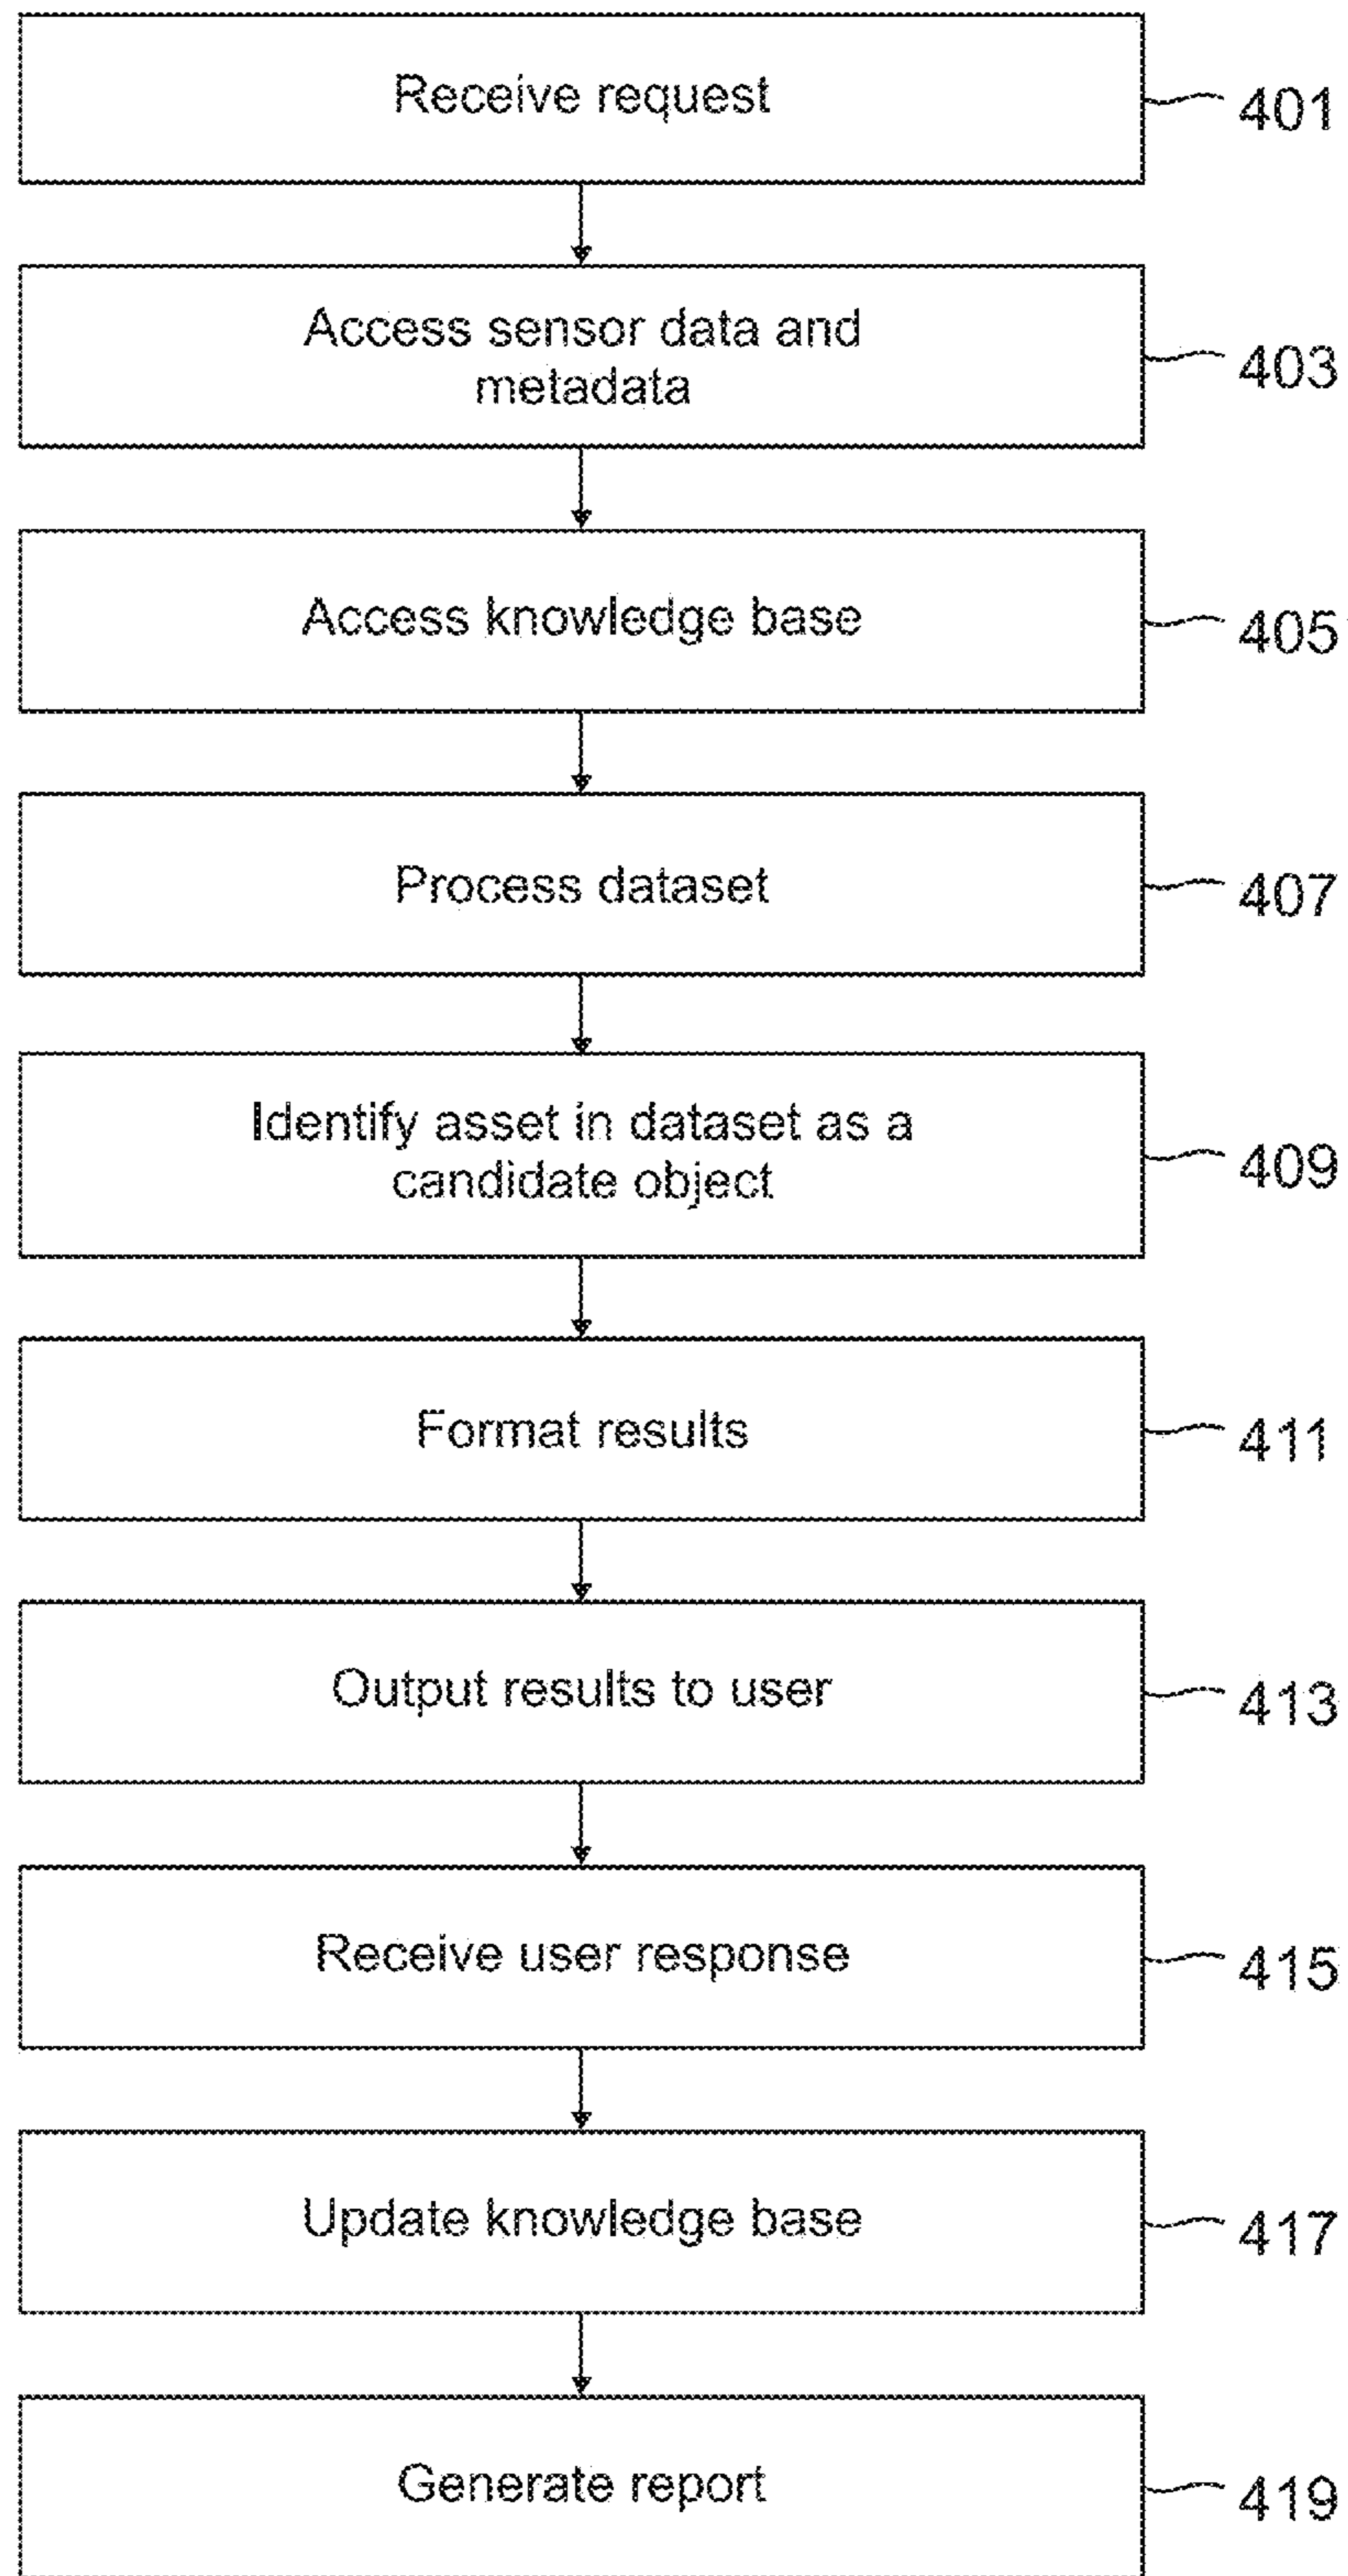 Receive request
401
Access sensor data and
metadata
403
Access knowledge base
405
Process dataset
407
Identify asset in dataset as a
candidate object
409
Format results
411
Output results to user
413
Receive user response
415
Update knowledge base
417
Generate report
419